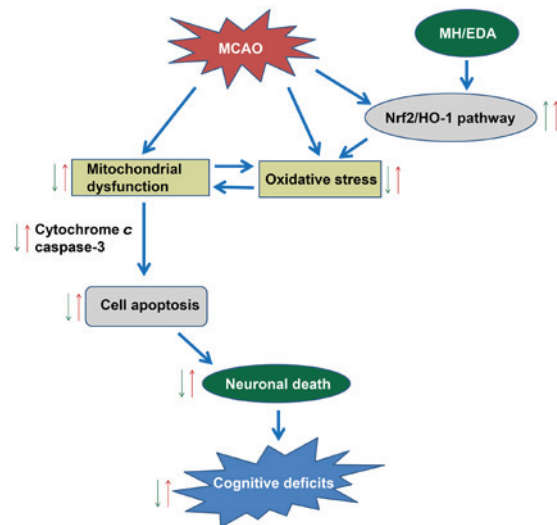 MCAO
MH/EDA
Nrf2/HO-1 pathway
Mitochondrial
dysfunction
Oxidative stress
Cytochrome c
caspase-3
Cell apoptosis
Neuronal death
Cognitive deficits